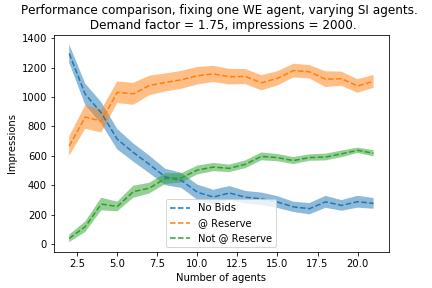 Performance comparison, fixing one WE agent, varying SI agents.
Demand factor = 1.75, impressions = 2000.
1400
1200
1000
800
600
400
200
0
Impressions
No Bids
@ Reserve
Not @ Reserve
2.5 5.0 7.5 10.0 12.5 15.0 17.5 20.0
Number of agents